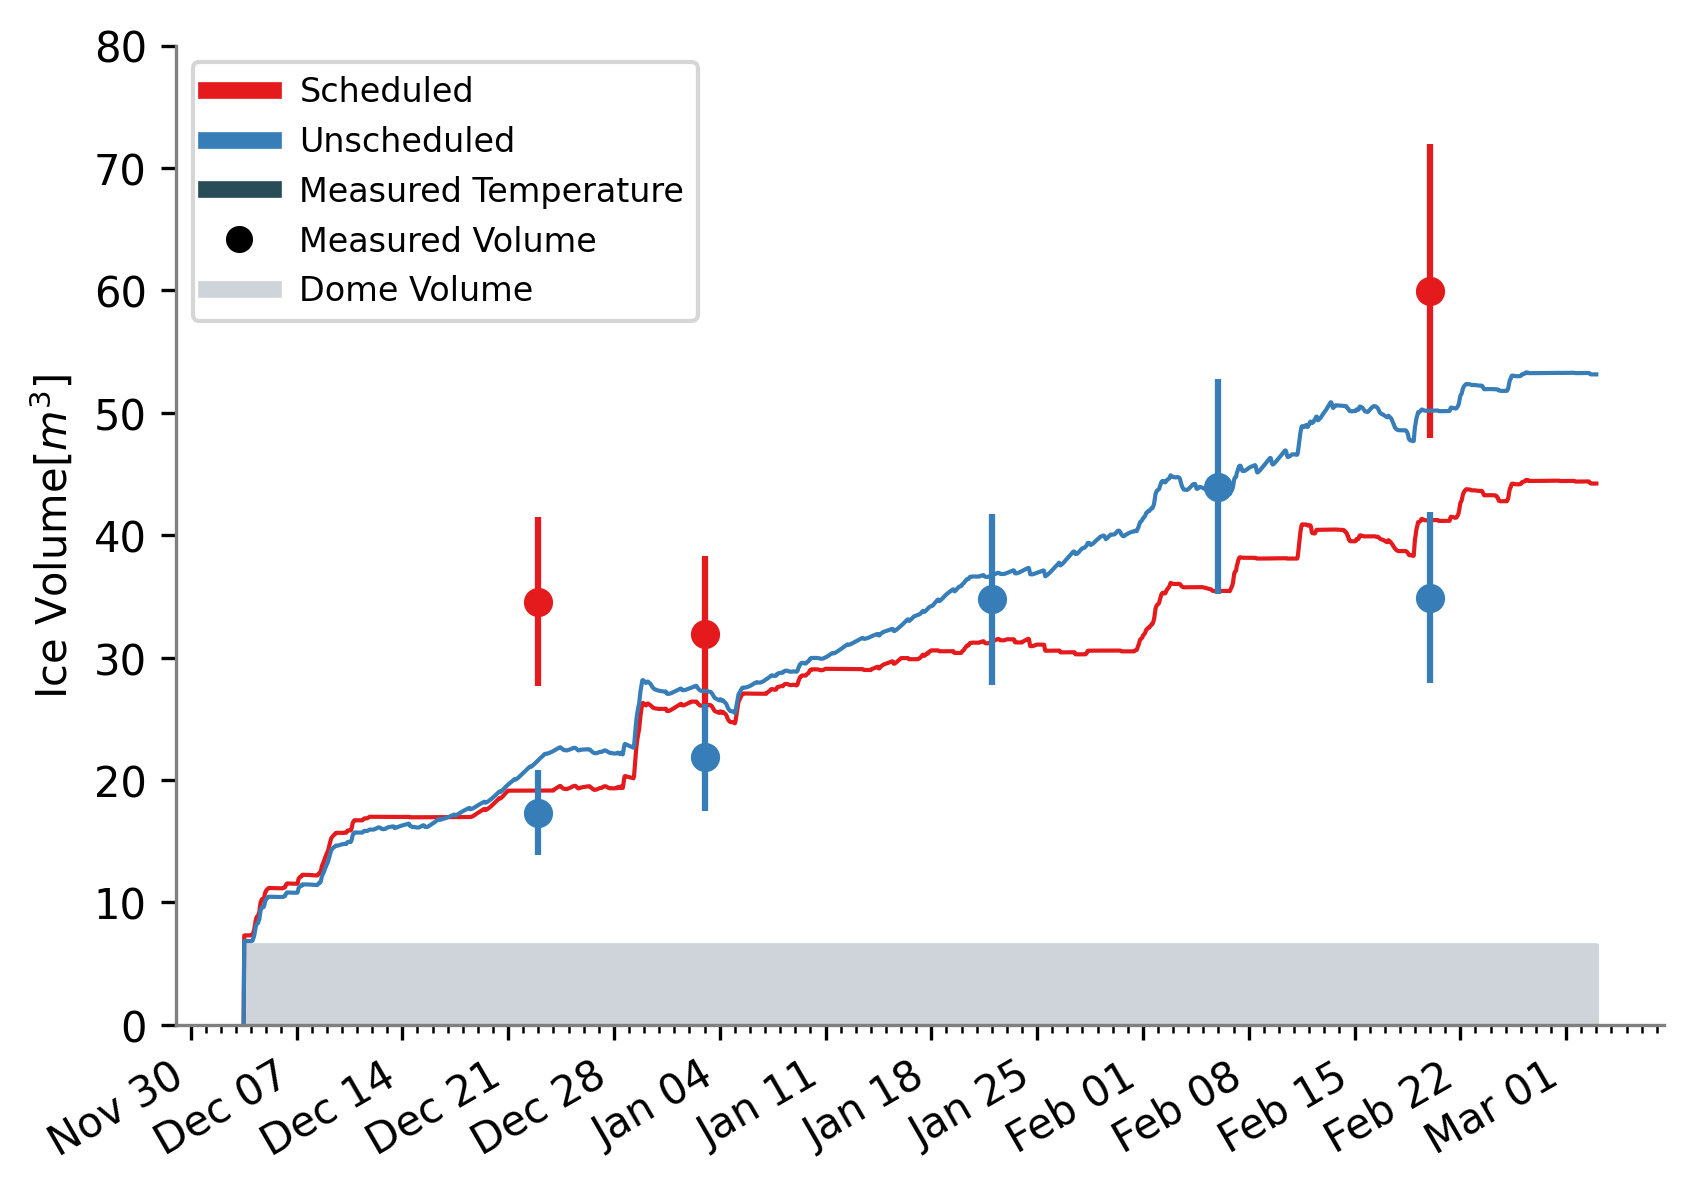 80
70
60
50
40
30
20
10
0
Ice Volume[m³]
Scheduled
Unscheduled
Measured Temperature
Measured Volume
Dome Volume
Nov 30
Dec 07
Dec 14
Dec 21
Dec 28
Jan 04
Jan 11
Jan 18
Jan 25
Feb 01
Feb 08
Feb 15
Feb 22
Mar 01